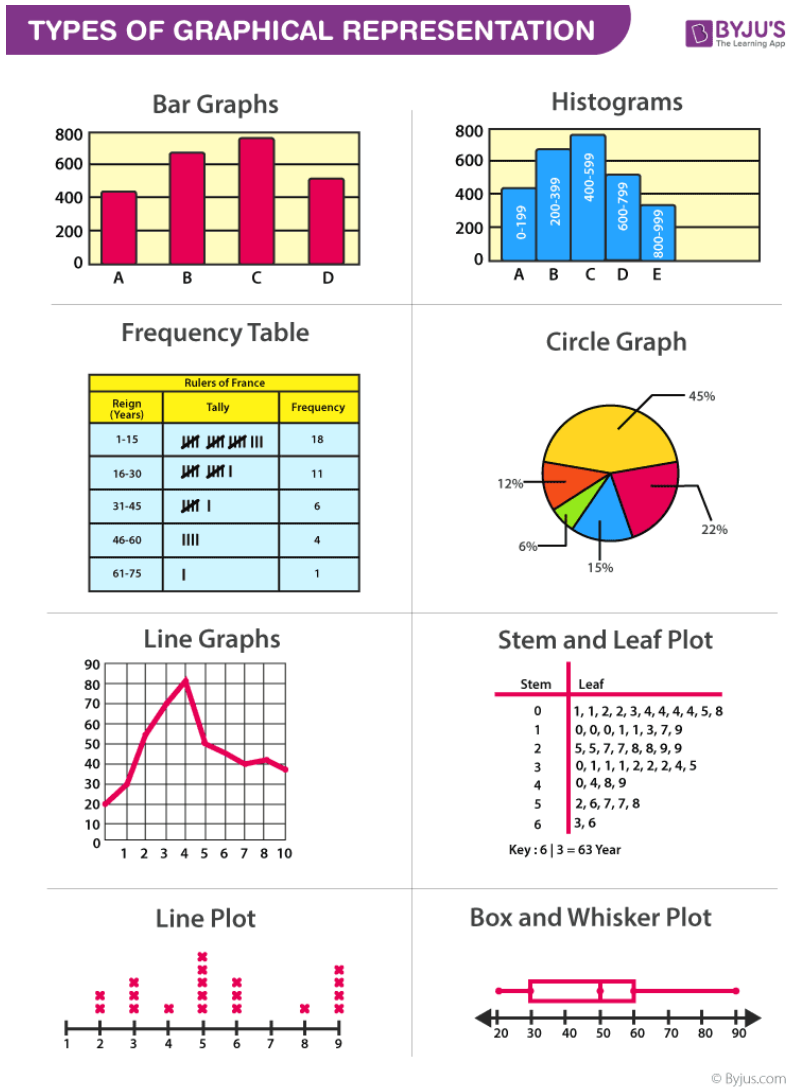 TYPES OF GRAPHICAL REPRESENTATION
BYJU'S
The Learning App
Bar Graphs
800
600
400
200
0
A B C D
Histograms
800
600
400
200
0
0-199
200-399
400-599
600-799
800-999
A B C D E
Frequency Table
Rulers of France
Reign (Years) Tally Frequency
1-15 18
16-30 11
31-45 6
46-60 4
61-75 1
Circle Graph
45%
12%
22%
6%
15%
Line Graphs
90
80
70
60
50
40
30
20
10
0
1 2 3 4 5 6 7 8 10
Stem and Leaf Plot
Stem Leaf
0 1, 1, 2, 2, 3, 4, 4, 4, 4, 5, 8
1 0, 0, 0, 1, 1, 3, 7, 9
2 5, 5, 7, 7, 8, 8, 9, 9
3 0, 1, 1, 1, 2, 2, 2, 4, 5
4 0, 4, 8, 9
5 2, 6, 7, 7, 8
6 3, 6
Key : 6 | 3 = 63 Year
Line Plot
1 2 3 4 5 6 7 8 9
Box and Whisker Plot
20 30 40 50 60 70 80 90
© Byjus.com